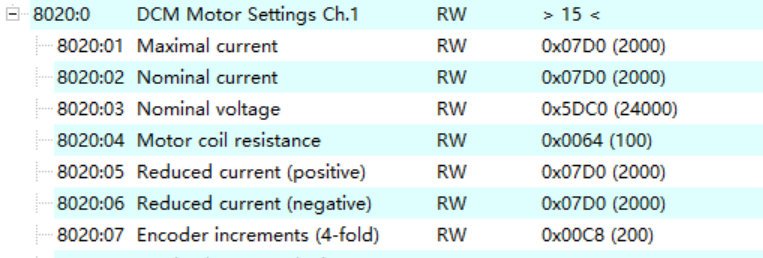 8020:0 DCM Motor Settings Ch.1 RW > 15 <
8020:01 Maximal current RW 0x07D0 (2000)
8020:02 Nominal current RW 0x07D0 (2000)
8020:03 Nominal voltage RW 0x5DC0 (24000)
8020:04 Motor coil resistance RW 0x0064 (100)
8020:05 Reduced current (positive) RW 0x07D0 (2000)
8020:06 Reduced current (negative) RW 0x07D0 (2000)
8020:07 Encoder increments (4-fold) RW 0x00C8 (200)